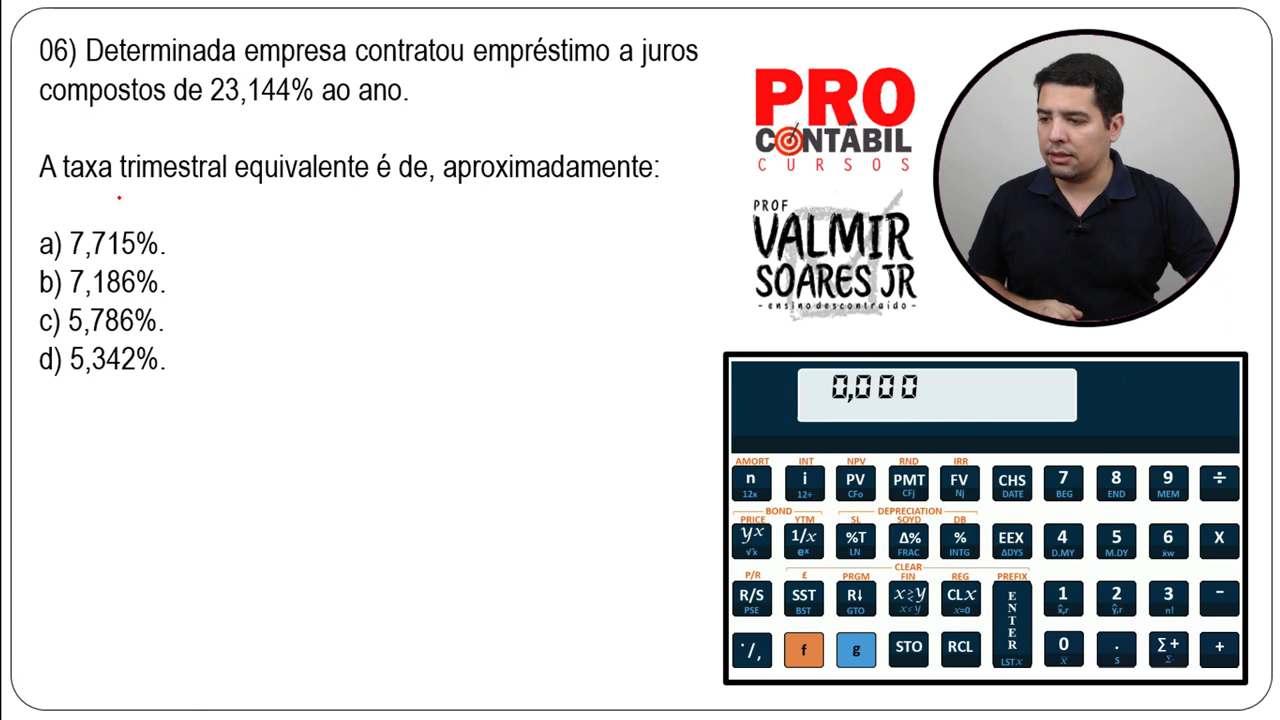 06) Determinada empresa contratou empréstimo a juros
compostos de 23,144% ao ano.
A taxa trimestral equivalente é de, aproximadamente:
a) 7,715%.
b) 7,186%.
c) 5,786%.
d) 5,342%.
PRO
CONTÁBIL
CURSOS
PROF
VALMIR
SOARES JR
- ensino descontraído -
0,000
AMORT INT NPV RND IRR
n i PV PMT FV CHS 7 8 9 ÷
12x 12÷ CFo CFj Nj DATE BEG END MEM
BOND DEPRECIATION
PRICE YTM SL SOYD DB
yx 1/x %T Δ% % EEX 4 5 6 X
√x ex LN FRAC INTG ΔDYS D.MY M.DY x̄w
CLEAR
P/R £ PRGM FIN REG PREFIX
R/S SST R↓ x≷y CLx ENTER 1 2 3 −
PSE BST GTO x≤y x=0 x̂,r ŷ,r n!
·/, f g STO RCL 0 . Σ+ +
LSTx x̄ s Σ-